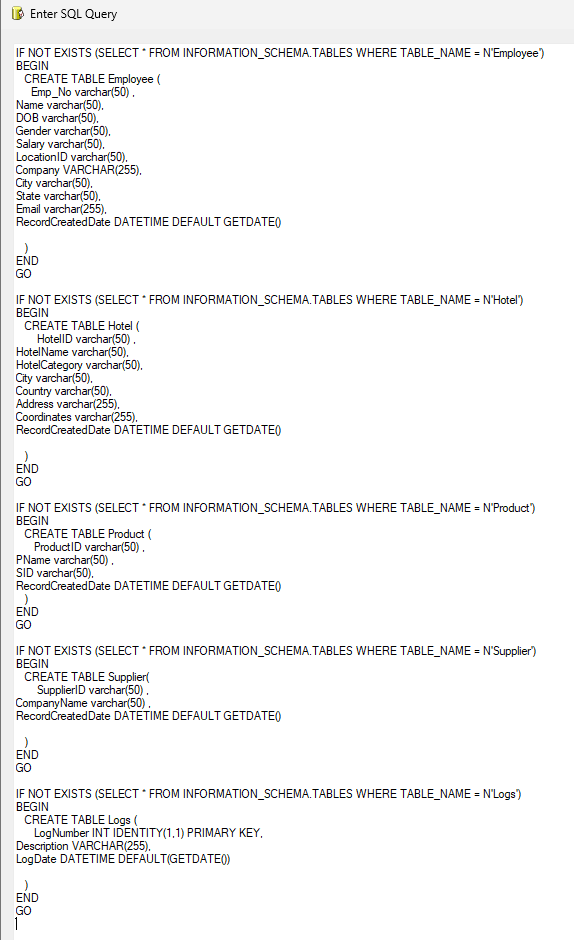 Enter SQL Query
IF NOT EXISTS (SELECT * FROM INFORMATION_SCHEMA.TABLES WHERE TABLE_NAME = N'Employee')
BEGIN
CREATE TABLE Employee (
Emp_No varchar(50) ,
Name varchar(50),
DOB varchar(50),
Gender varchar(50),
Salary varchar(50),
LocationID varchar(50),
Company VARCHAR(255),
City varchar(50),
State varchar(50),
Email varchar(255),
RecordCreatedDate DATETIME DEFAULT GETDATE()
)
END
GO
IF NOT EXISTS (SELECT * FROM INFORMATION_SCHEMA.TABLES WHERE TABLE_NAME = N'Hotel')
BEGIN
CREATE TABLE Hotel (
HotelID varchar(50) ,
HotelName varchar(50),
HotelCategory varchar(50),
City varchar(50),
Country varchar(50),
Address varchar(255),
Coordinates varchar(255),
RecordCreatedDate DATETIME DEFAULT GETDATE()
)
END
GO
IF NOT EXISTS (SELECT * FROM INFORMATION_SCHEMA.TABLES WHERE TABLE_NAME = N'Product')
BEGIN
CREATE TABLE Product (
ProductID varchar(50) ,
PName varchar(50) ,
SID varchar(50),
RecordCreatedDate DATETIME DEFAULT GETDATE()
)
END
GO
IF NOT EXISTS (SELECT * FROM INFORMATION_SCHEMA.TABLES WHERE TABLE_NAME = N'Supplier')
BEGIN
CREATE TABLE Supplier(
SupplierID varchar(50) ,
CompanyName varchar(50) ,
RecordCreatedDate DATETIME DEFAULT GETDATE()
)
END
GO
IF NOT EXISTS (SELECT * FROM INFORMATION_SCHEMA.TABLES WHERE TABLE_NAME = N'Logs')
BEGIN
CREATE TABLE Logs (
LogNumber INT IDENTITY(1,1) PRIMARY KEY,
Description VARCHAR(255),
LogDate DATETIME DEFAULT(GETDATE())
)
END
GO